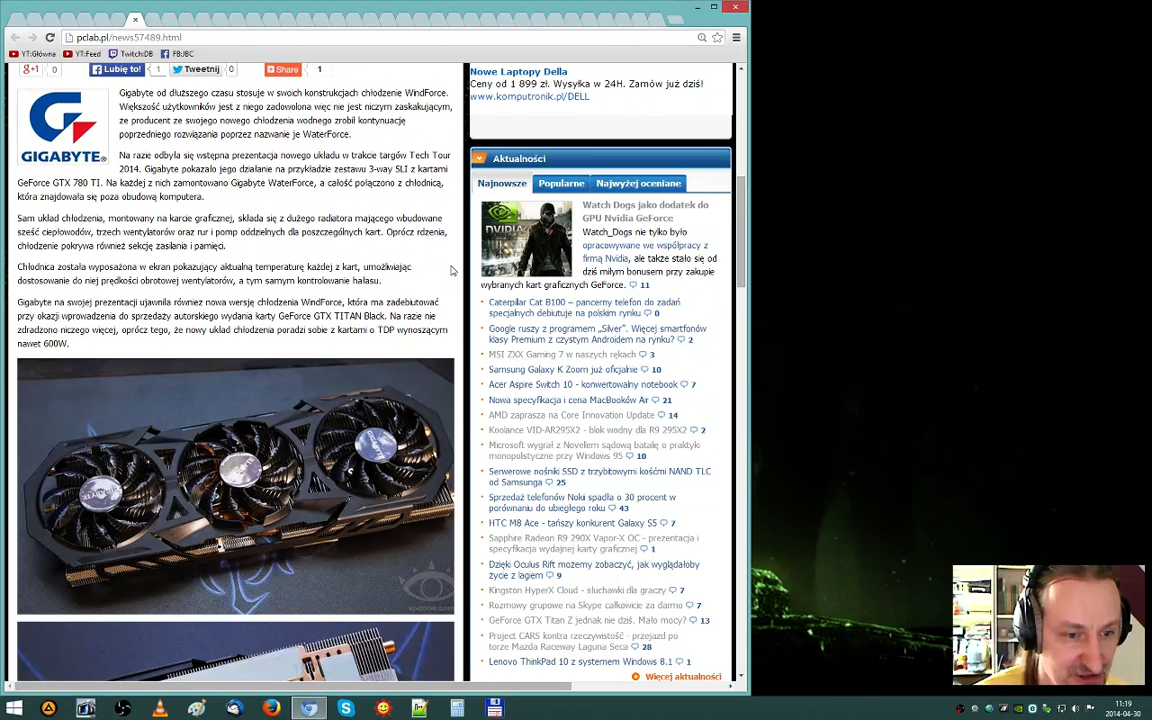 pclab.pl/news57489.html
YT:Główna
YT:Feed
Twitch:DB
FB:JBC
g+1 0
Lubię to! 1
Tweetnij 0
Share 1
GIGABYTE
Gigabyte od dłuższego czasu stosuje w swoich konstrukcjach chłodzenie WindForce.
Większość użytkowników jest z niego zadowolona więc nie jest niczym zaskakującym,
że producent ze swojego nowego chłodzenia wodnego zrobił kontynuację
poprzedniego rozwiązania poprzez nazwanie je WaterForce.
Na razie odbyła się wstępna prezentacja nowego układu w trakcie targów Tech Tour
2014. Gigabyte pokazało jego działanie na przykładzie zestawu 3-way SLI z kartami
GeForce GTX 780 TI. Na każdej z nich zamontowano Gigabyte WaterForce, a całość połączono z chłodnicą,
która znajdowała się poza obudową komputera.
Sam układ chłodzenia, montowany na karcie graficznej, składa się z dużego radiatora mającego wbudowane
sześć ciepłowodów, trzech wentylatorów oraz rur i pomp oddzielnych dla poszczególnych kart. Oprócz rdzenia,
chłodzenie pokrywa również sekcję zasilania i pamięci.
Chłodnica została wyposażona w ekran pokazujący aktualną temperaturę każdej z kart, umożliwiając
dostosowanie do niej prędkości obrotowej wentylatorów, a tym samym kontrolowanie hałasu.
Gigabyte na swojej prezentacji ujawniła również nowa wersję chłodzenia WindForce, która ma zadebiutować
przy okazji wprowadzenia do sprzedaży autorskiego wydania karty GeForce GTX TITAN Black. Na razie nie
zdradzono niczego więcej, oprócz tego, że nowy układ chłodzenia poradzi sobie z kartami o TDP wynoszącym
nawet 600W.
Nowe Laptopy Della
Ceny od 1 899 zł. Wysyłka w 24H. Zamów już dziś!
www.komputronik.pl/DELL
Aktualności
Najnowsze Popularne Najwyżej oceniane
Watch Dogs jako dodatek do
GPU Nvidia GeForce
Watch_Dogs nie tylko było
opracowywane we współpracy z
firmą Nvidia, ale także stało się od
dziś miłym bonusem przy zakupie
wybranych kart graficznych GeForce. 11
NVIDIA
Caterpillar Cat B100 – pancerny telefon do zadań
specjalnych debiutuje na polskim rynku 0
Google ruszy z programem „Silver”. Więcej smartfonów
klasy Premium z czystym Androidem na rynku? 2
MSI ZXX Gaming 7 w naszych rękach 3
Samsung Galaxy K Zoom już oficjalnie 10
Acer Aspire Switch 10 - konwertowalny notebook 7
Nowa specyfikacja i cena MacBooków Air 21
AMD zaprasza na Core Innovation Update 14
Koolance VID-AR295X2 - blok wodny dla R9 295X2 2
Microsoft wygrał z Novellem sądową batalię o praktyki
monopolistyczne przy Windows 95 10
Serwerowe nośniki SSD z trzybitowymi kośćmi NAND TLC
od Samsunga 25
Sprzedaż telefonów Nokii spadła o 30 procent w
porównaniu do ubiegłego roku 43
HTC M8 Ace - tańszy konkurent Galaxy S5 7
Sapphire Radeon R9 290X Vapor-X OC - prezentacja i
specyfikacja wydajnej karty graficznej 1
Dzięki Oculus Rift możemy zobaczyć, jak wyglądałoby
życie z lagiem 9
Kingston HyperX Cloud - słuchawki dla graczy 7
Rozmowy grupowe na Skype całkowicie za darmo 7
GeForce GTX Titan Z jednak nie dziś. Mało mocy? 13
Project CARS kontra rzeczywistość - przejazd po
torze Mazda Raceway Laguna Seca 28
Lenovo ThinkPad 10 z systemem Windows 8.1 1
Więcej aktualności
11:19
2014-04-30